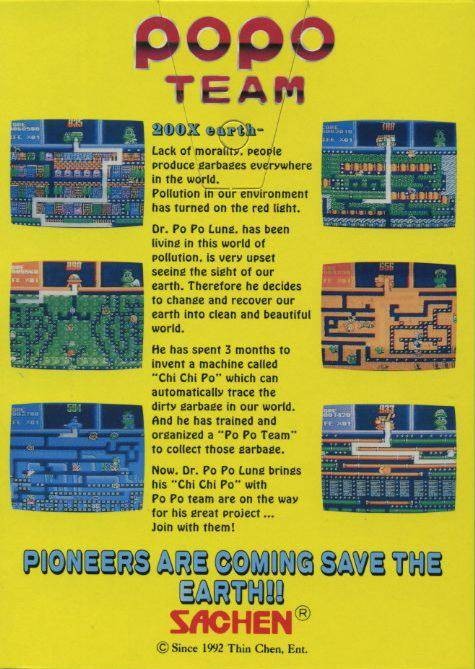 POPO
TEAM
200X earth-
Lack of morality, people
produce garbages everywhere
in the world.
Pollution in our environment
has turned on the red light.
Dr. Po Po Lung, has been
living in this world of
pollution, is very upset
seeing the sight of our
earth. Therefore he decides
to change and recover our
earth into clean and beautiful
world.
He has spent 3 months to
invent a machine called
"Chi Chi Po" which can
automatically trace the
dirty garbage in our world.
And he has trained and
organized a "Po Po Team"
to collect those garbage.
Now, Dr. Po Po Lung brings
his "Chi Chi Po" with
Po Po team are on the way
for his great project ...
Join with them!
PIONEERS ARE COMING SAVE THE
EARTH!!
SACHEN®
© Since 1992 Thin Chen, Ent.